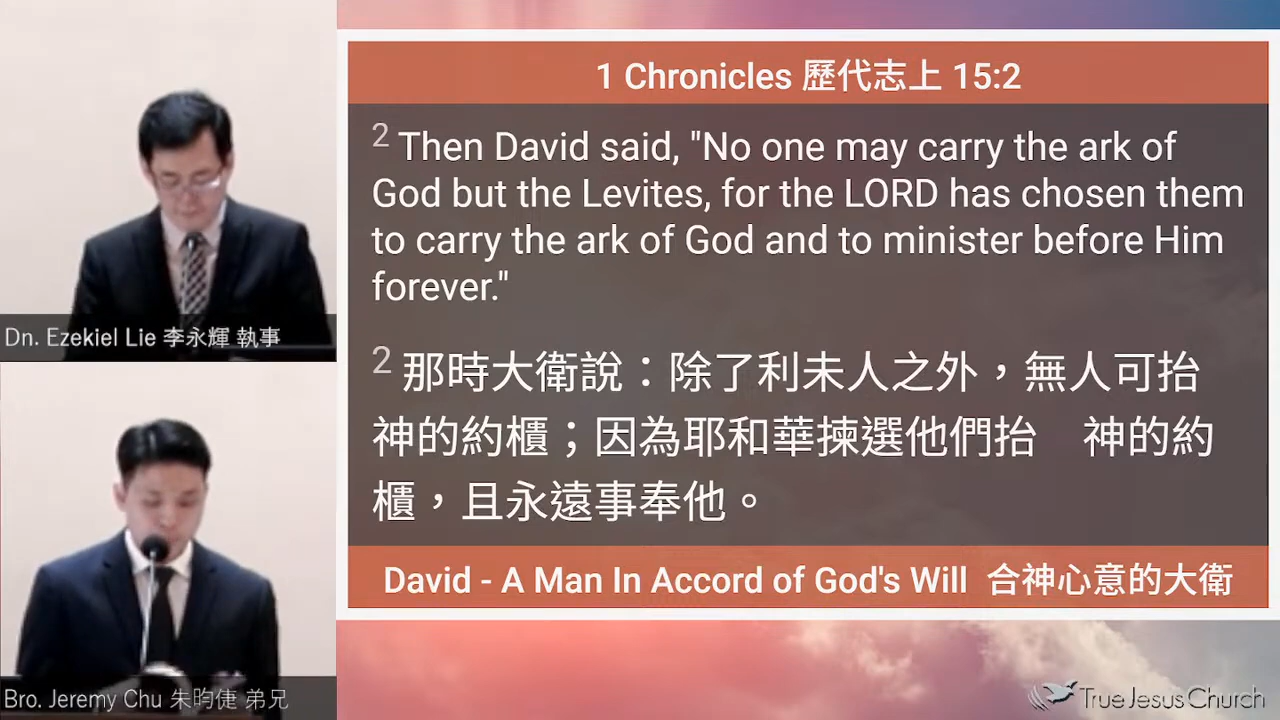 Dn. Ezekiel Lie 李永輝 執事
Bro. Jeremy Chu 朱昀倢 弟兄
1 Chronicles 歷代志上 15:2
2 Then David said, "No one may carry the ark of
God but the Levites, for the LORD has chosen them
to carry the ark of God and to minister before Him
forever."
2 那時大衛說：除了利未人之外，無人可抬
神的約櫃；因為耶和華揀選他們抬　神的約
櫃，且永遠事奉他。
David - A Man In Accord of God's Will 合神心意的大衛
True Jesus Church